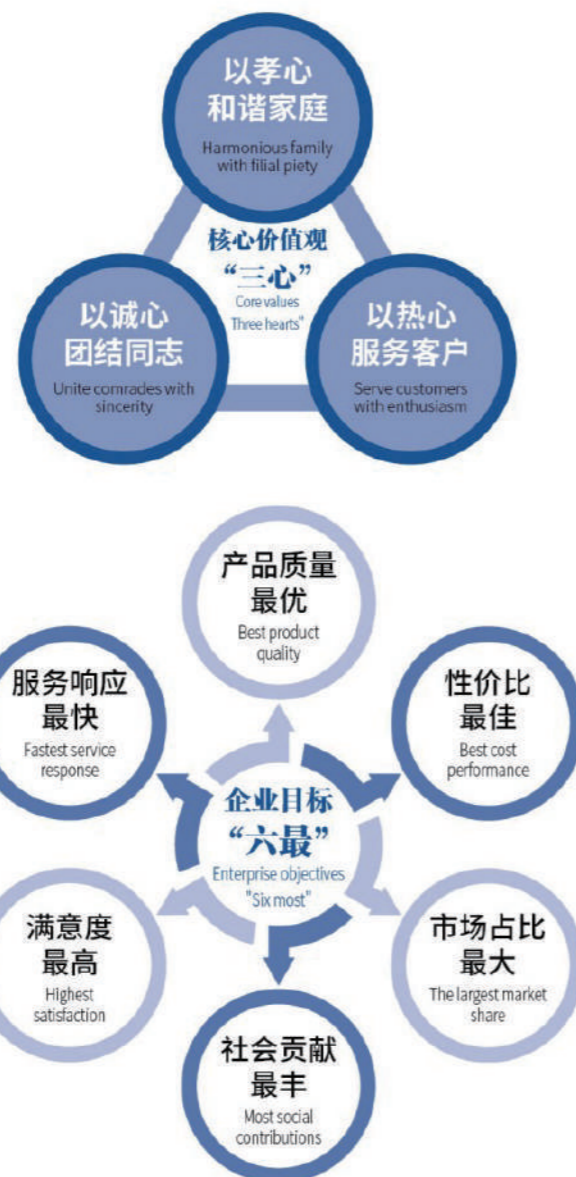 以孝心
和谐家庭
Harmonious family
with filial piety
核心价值观
“三心”
Core values
Three hearts"
以诚心
团结同志
Unite comrades with
sincerity
以热心
服务客户
Serve customers
with enthusiasm
产品质量
最优
Best product
quality
服务响应
最快
Fastest service
response
性价比
最佳
Best cost
performance
企业目标
“六最”
Enterprise objectives
"Six most"
满意度
最高
Highest
satisfaction
市场占比
最大
The largest market
share
社会贡献
最丰
Most social
contributions